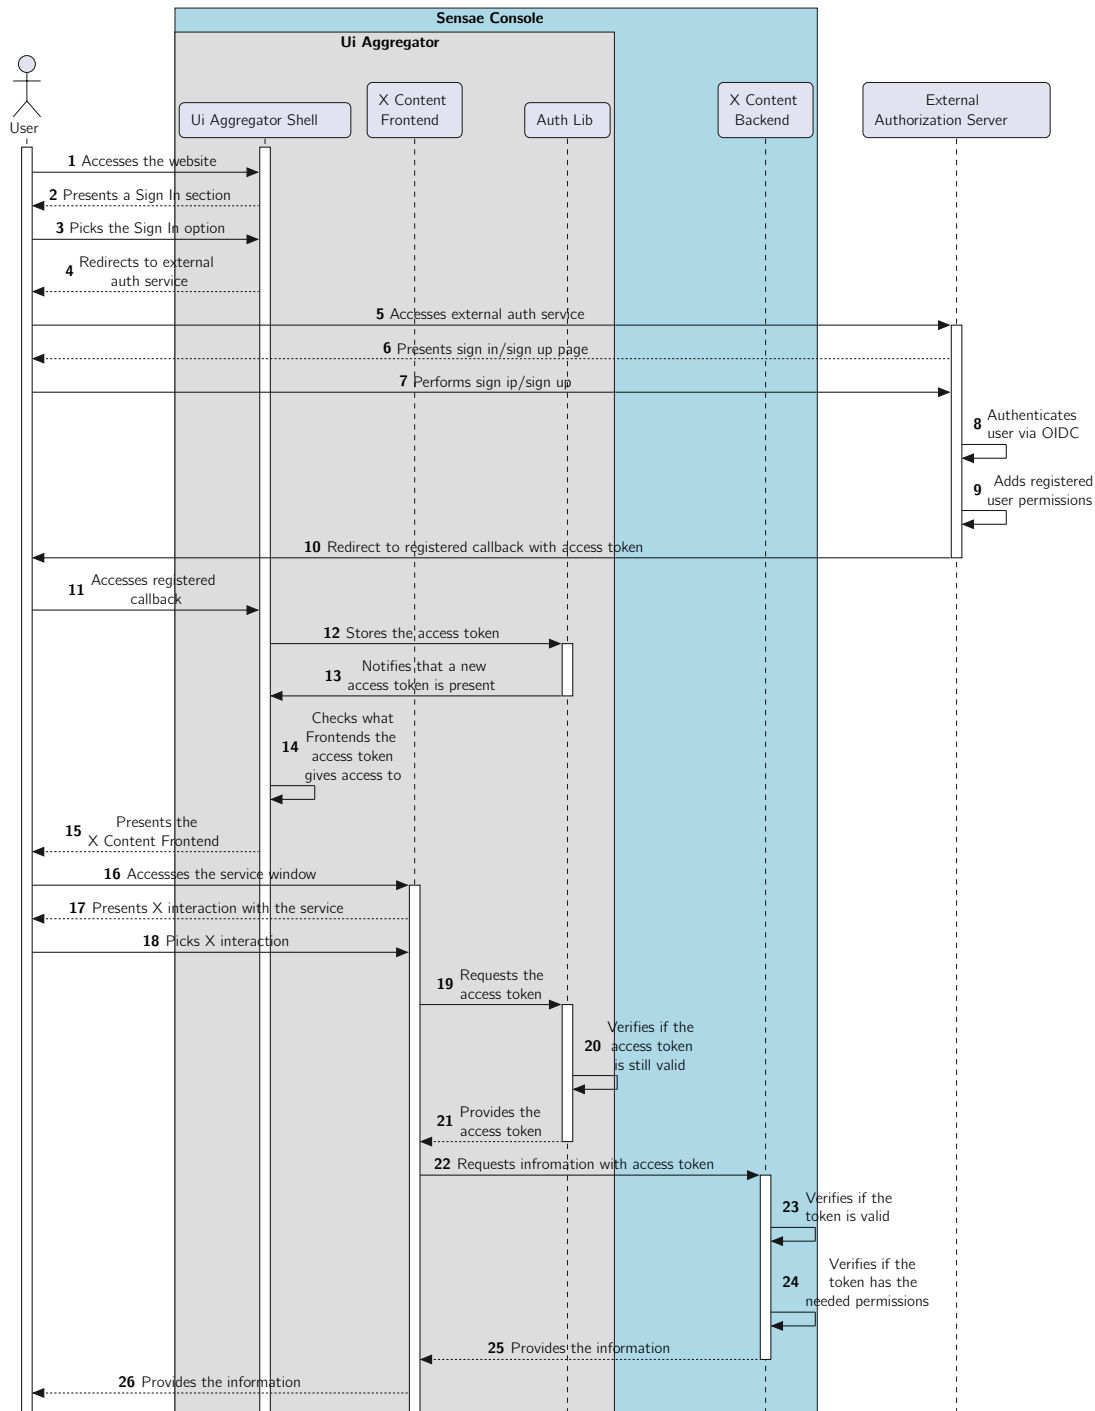 Sensae Console
Ui Aggregator
User
Ui Aggregator Shell
X Content
Frontend
Auth Lib
X Content
Backend
External
Authorization Server
1 Accesses the website
2 Presents a Sign In section
3 Picks the Sign In option
4 Redirects to external
auth service
5 Accesses external auth service
6 Presents sign in/sign up page
7 Performs sign ip/sign up
8 Authenticates
user via OIDC
9 Adds registered
user permissions
10 Redirect to registered callback with access token
11 Accesses registered
callback
12 Stores the access token
13 Notifies that a new
access token is present
14 Checks what
Frontends the
access token
gives access to
15 Presents the
X Content Frontend
16 Accessses the service window
17 Presents X interaction with the service
18 Picks X interaction
19 Requests the
access token
20 Verifies if the
access token
is still valid
21 Provides the
access token
22 Requests infromation with access token
23 Verifies if the
token is valid
24 Verifies if the
token has the
needed permissions
25 Provides the information
26 Provides the information